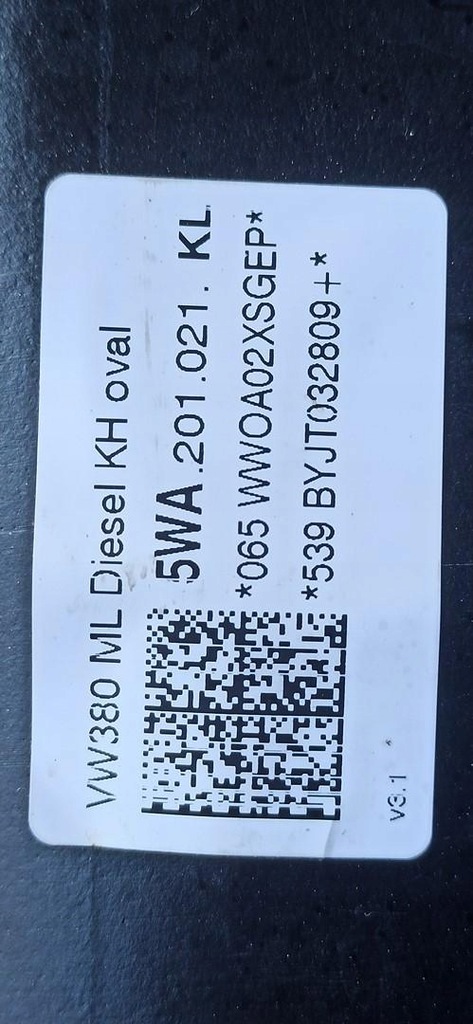 VW380 ML Diesel KH oval
5WA.201.021. KL
*065 WWOA02XSGEP*
*539 BYJT032809+*
V3.1 *